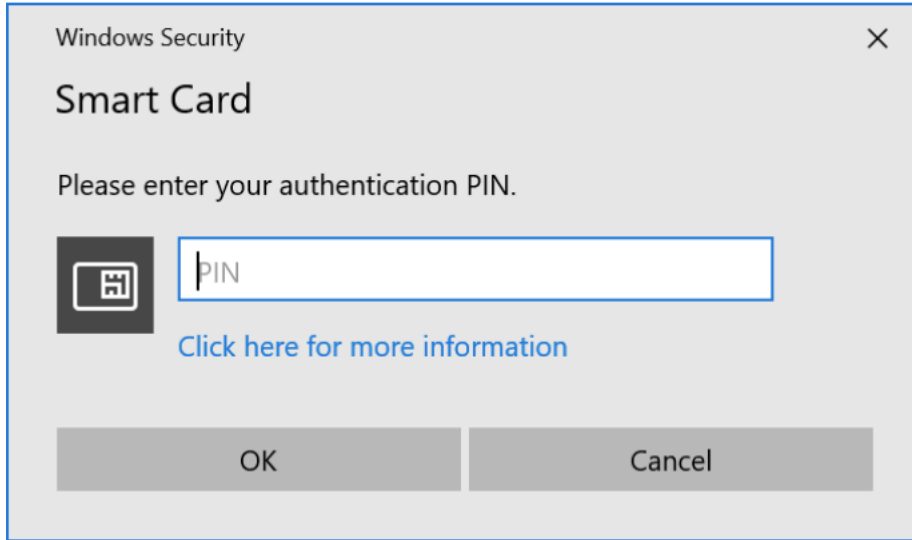 Windows Security
Smart Card
Please enter your authentication PIN.
PIN
Click here for more information
OK
Cancel